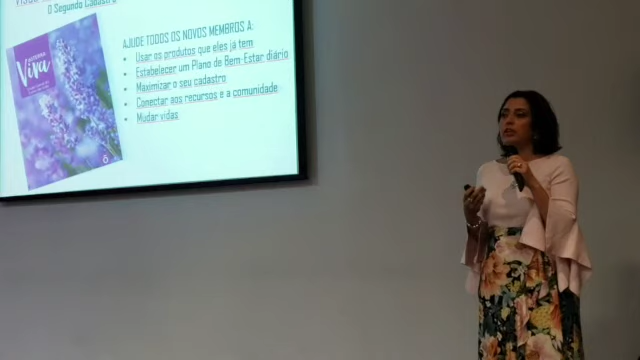 O Segundo Cadastro
Viva
AJUDE TODOS OS NOVOS MEMBROS A:
• Usar os produtos que eles já tem
• Estabelecer um Plano de Bem-Estar diário
• Maximizar o seu cadastro
• Conectar aos recursos e a comunidade
• Mudar vidas